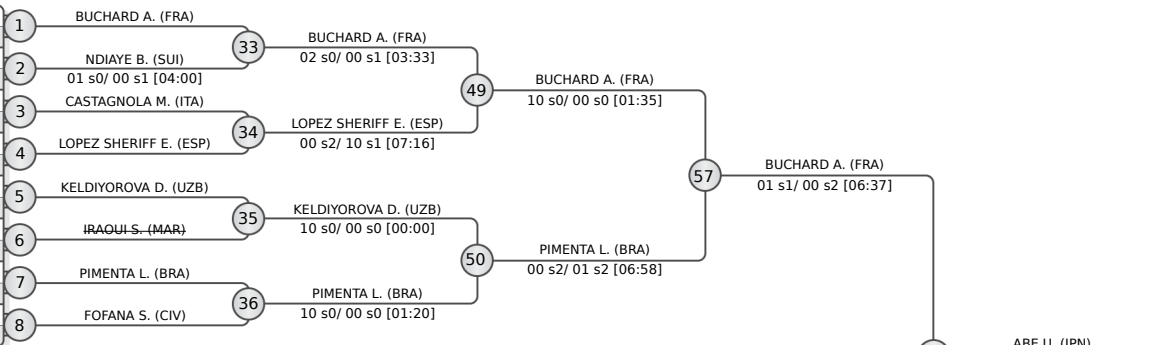 1
BUCHARD A. (FRA)
33
BUCHARD A. (FRA)
02 s0/ 00 s1 [03:33]
2
NDIAYE B. (SUI)
01 s0/ 00 s1 [04:00]
49
BUCHARD A. (FRA)
10 s0/ 00 s0 [01:35]
3
CASTAGNOLA M. (ITA)
34
LOPEZ SHERIFF E. (ESP)
00 s2/ 10 s1 [07:16]
4
LOPEZ SHERIFF E. (ESP)
57
BUCHARD A. (FRA)
01 s1/ 00 s2 [06:37]
5
KELDIYOROVA D. (UZB)
35
KELDIYOROVA D. (UZB)
10 s0/ 00 s0 [00:00]
6
IRAOUI S. (MAR)
50
PIMENTA L. (BRA)
00 s2/ 01 s2 [06:58]
7
PIMENTA L. (BRA)
36
PIMENTA L. (BRA)
10 s0/ 00 s0 [01:20]
8
FOFANA S. (CIV)
ABE U. (JPN)